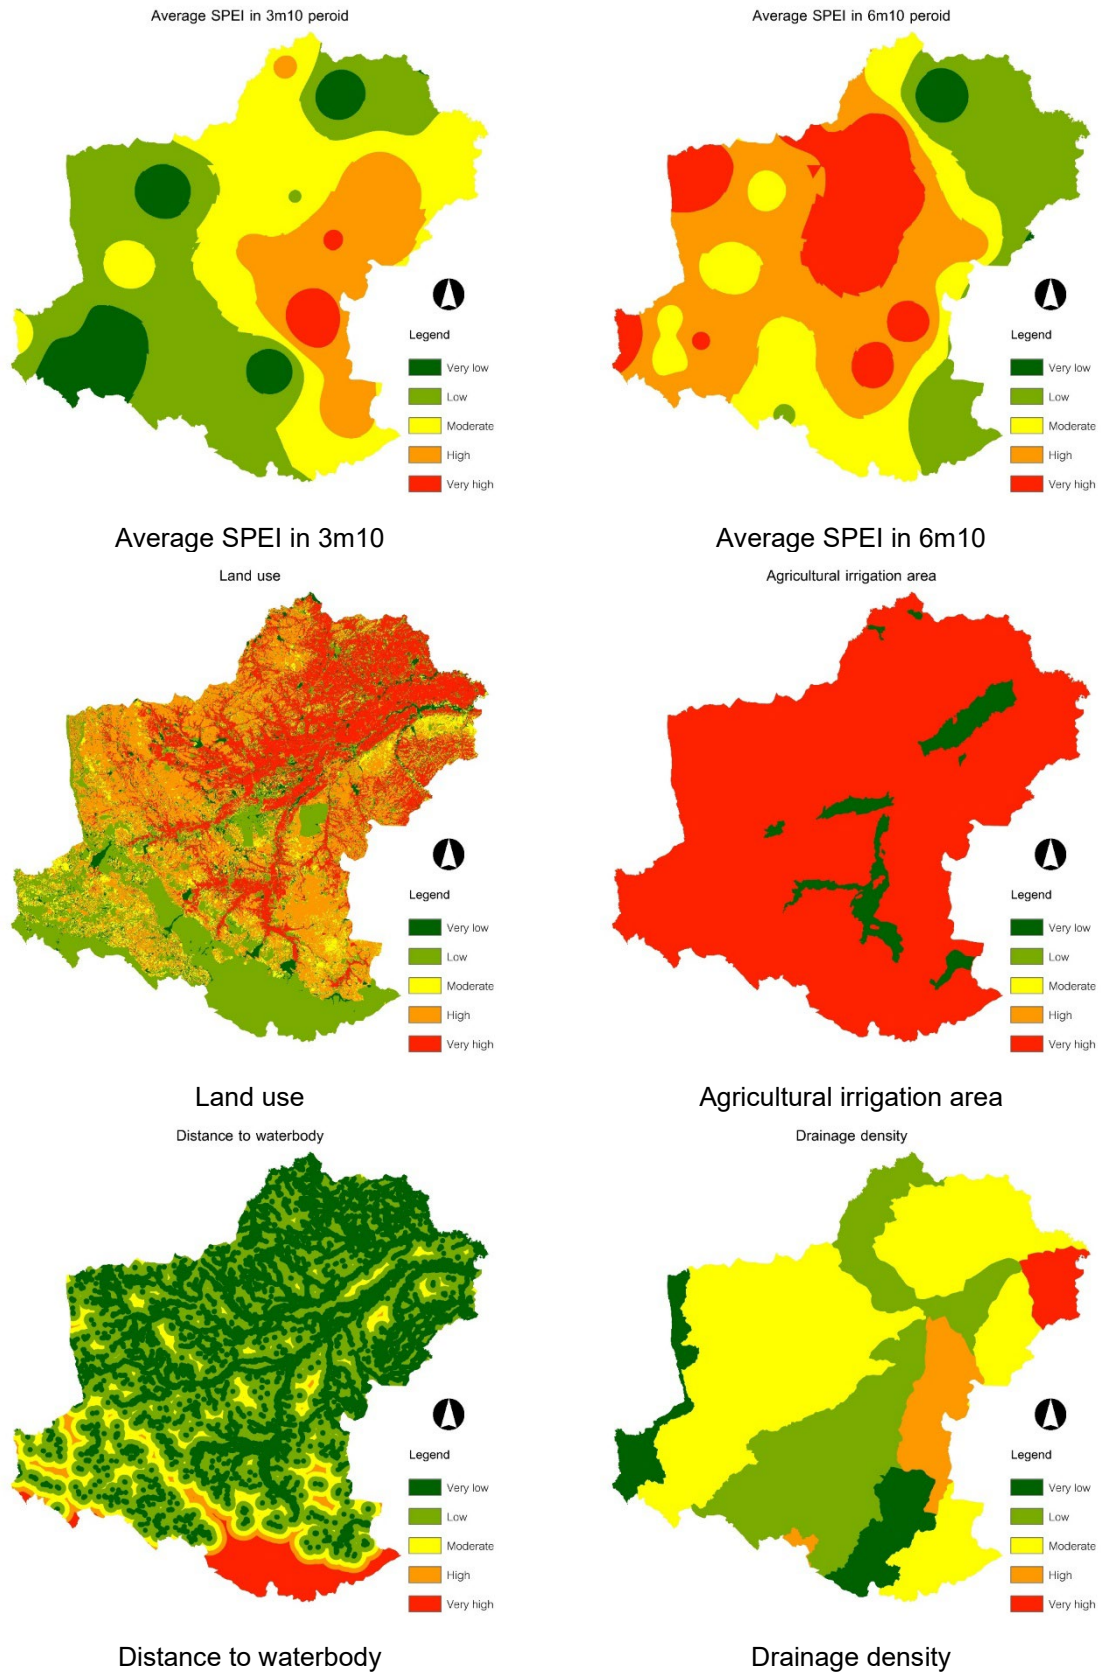 Average SPEI in 3m10 peroid
Legend
Very low
Low
Moderate
High
Very high
Average SPEI in 3m10
Average SPEI in 6m10 peroid
Legend
Very low
Low
Moderate
High
Very high
Average SPEI in 6m10
Land use
Legend
Very low
Low
Moderate
High
Very high
Land use
Agricultural irrigation area
Legend
Very low
Low
Moderate
High
Very high
Agricultural irrigation area
Distance to waterbody
Legend
Very low
Low
Moderate
High
Very high
Distance to waterbody
Drainage density
Legend
Very low
Low
Moderate
High
Very high
Drainage density